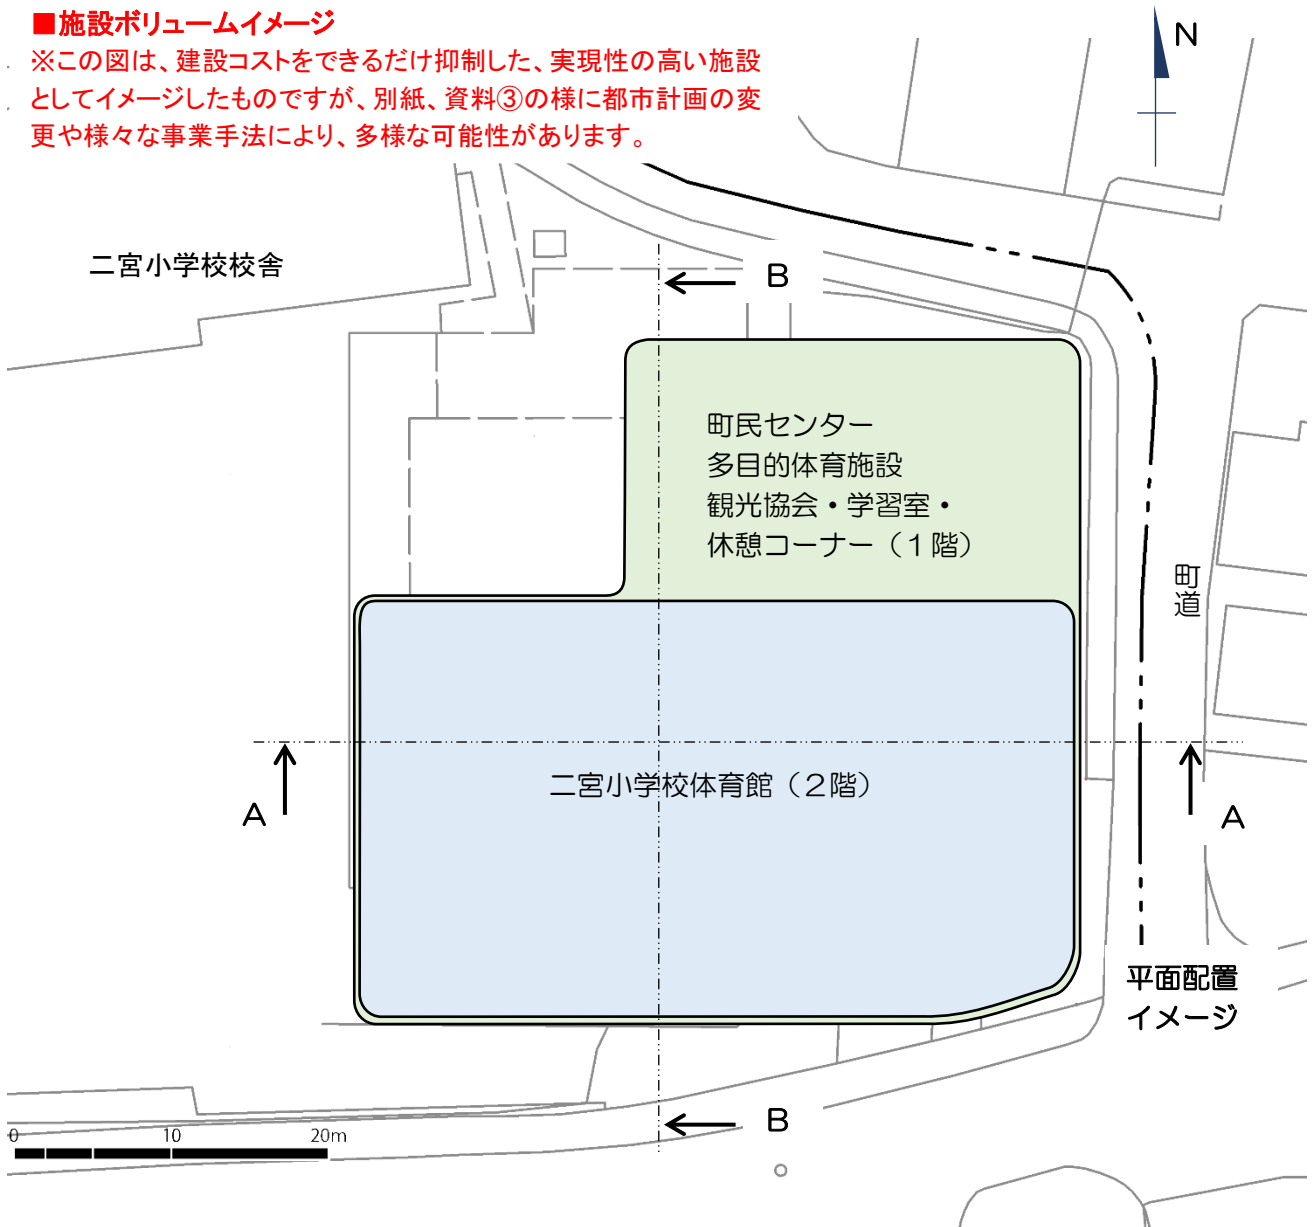 ■施設ボリュームイメージ
※この図は、建設コストをできるだけ抑制した、実現性の高い施設
としてイメージしたものですが、別紙、資料③の様に都市計画の変
更や様々な事業手法により、多様な可能性があります。
N
二宮小学校校舎
B
町民センター
多目的体育施設
観光協会・学習室・
休憩コーナー（１階）
町道
二宮小学校体育館（２階）
A
A
平面配置
イメージ
B
0 10 20m